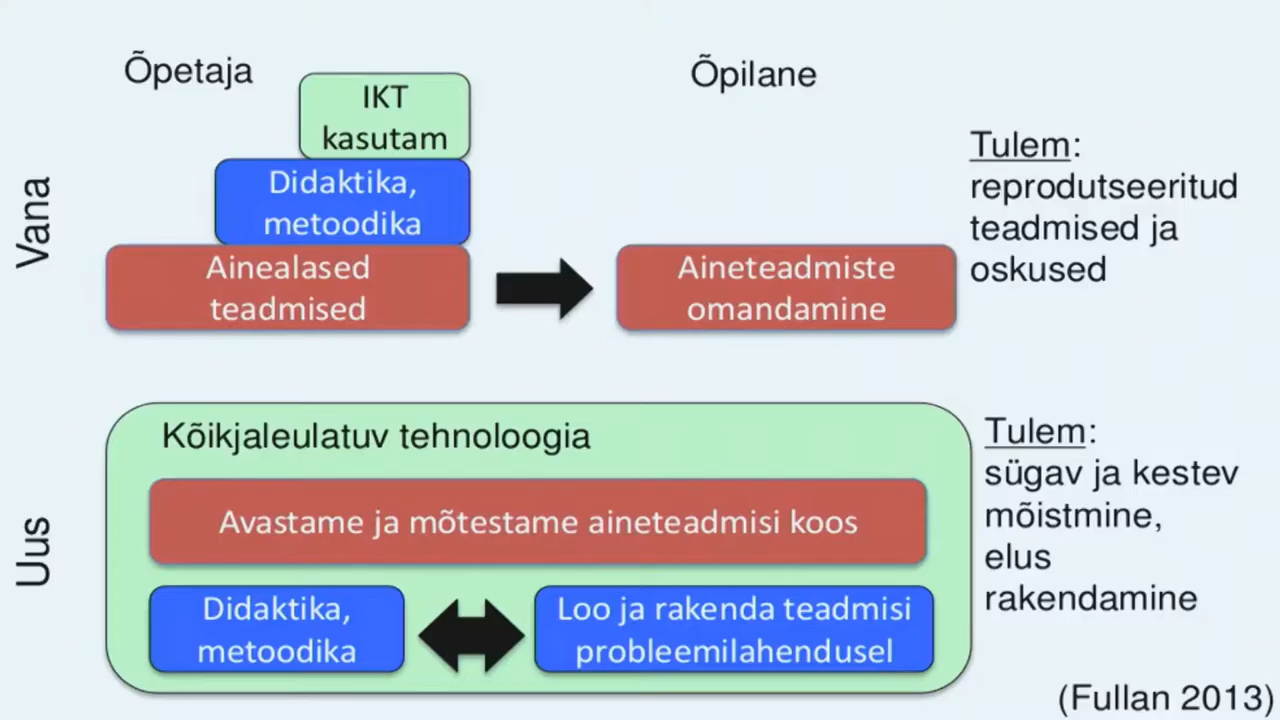 Õpetaja
Õpilane
IKT
kasutam
Didaktika,
metoodika
Ainealased
teadmised
Aineteadmiste
omandamine
Tulem:
reprodutseeritud
teadmised ja
oskused
Vana
Kõikjaleulatuv tehnoloogia
Avastame ja mõtestame aineteadmisi koos
Didaktika,
metoodika
Loo ja rakenda teadmisi
probleemilahendusel
Tulem:
sügav ja kestev
mõistmine,
elus
rakendamine
Uus
(Fullan 2013)